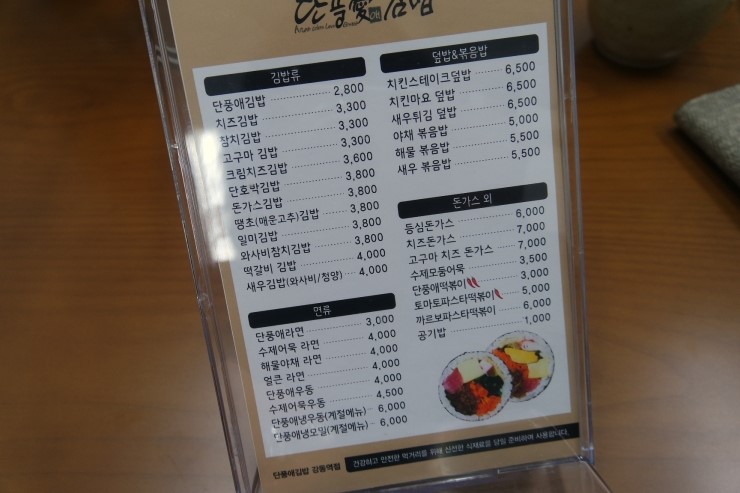 단풍愛 김밥
김밥류
단풍애김밥 2,800
치즈김밥 3,300
참치김밥 3,300
고구마 김밥 3,300
크림치즈김밥 3,600
단호박김밥 3,800
돈가스김밥 3,800
땡초(매운고추)김밥 3,800
일미김밥 3,800
와사비참치김밥 3,800
떡갈비 김밥 4,000
새우김밥(와사비/청양) 4,000
면류
단풍애라면 3,000
수제어묵 라면 4,000
해물야채 라면 4,000
얼큰 라면 4,000
단풍애우동 4,000
수제어묵우동 4,500
단풍애냉우동(계절메뉴) 6,000
단풍애냉모밀(계절메뉴) 6,000
덮밥&볶음밥
치킨스테이크덮밥 6,500
치킨마요 덮밥 6,500
새우튀김 덮밥 6,500
야채 볶음밥 5,000
해물 볶음밥 5,500
새우 볶음밥 5,500
돈가스 외
등심돈가스 6,000
치즈돈가스 7,000
고구마 치즈 돈가스 7,000
수제모둠어묵 3,500
단풍애떡볶이 3,000
토마토파스타떡볶이 5,000
까르보파스타떡볶이 6,000
공기밥 1,000
단풍애김밥 강동역점
건강하고 안전한 먹거리를 위해 신선한 식재료을 당일 준비하여 사용합니다.